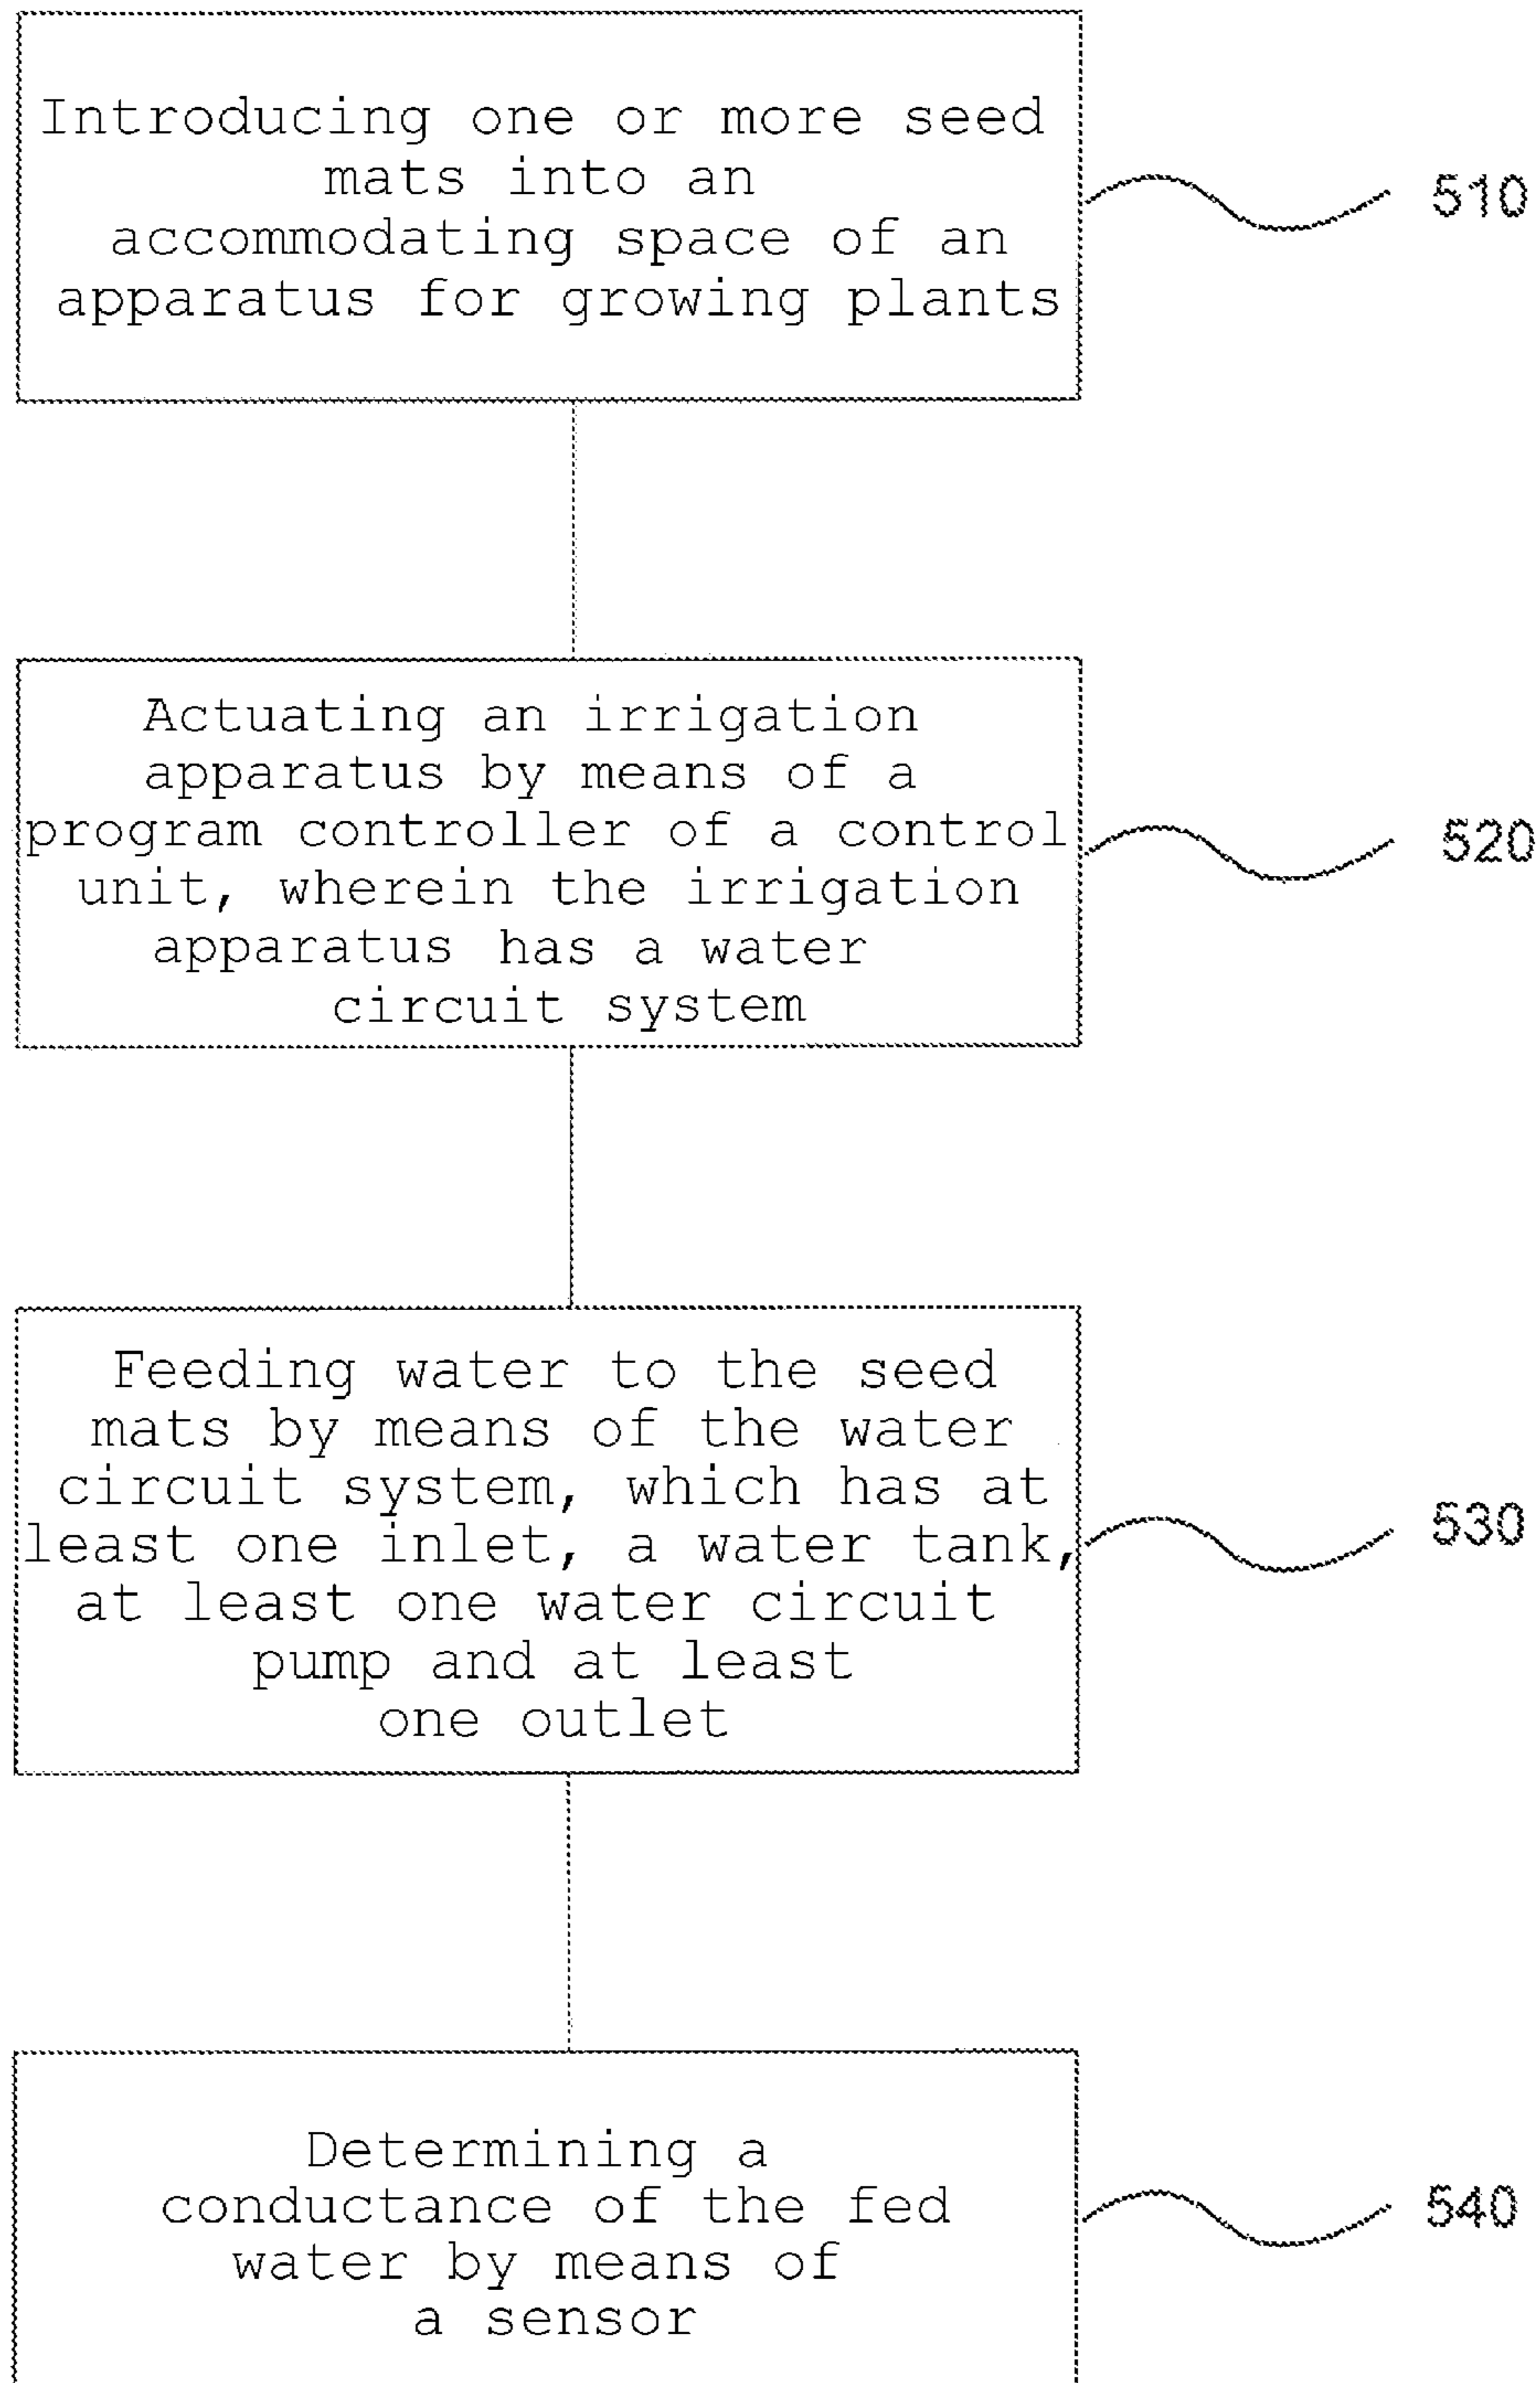 Introducing one or more seed
mats into an
accommodating space of an
apparatus for growing plants
510
Actuating an irrigation
apparatus by means of a
program controller of a control
unit, wherein the irrigation
apparatus has a water
circuit system
520
Feeding water to the seed
mats by means of the water
circuit system, which has at
least one inlet, a water tank,
at least one water circuit
pump and at least
one outlet
530
Determining a
conductance of the fed
water by means of
a sensor
540